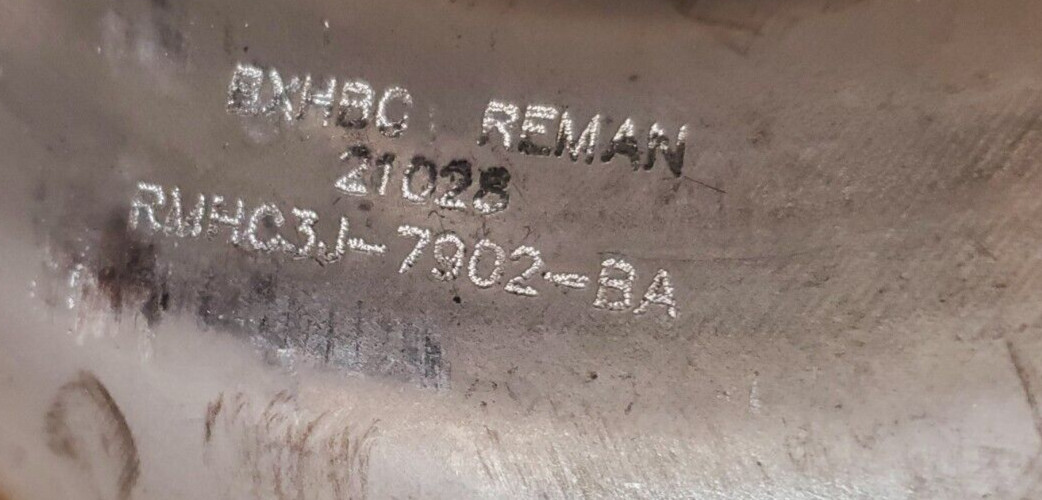 BXHBC REMAN
21028
RMHC3J-7902-BA